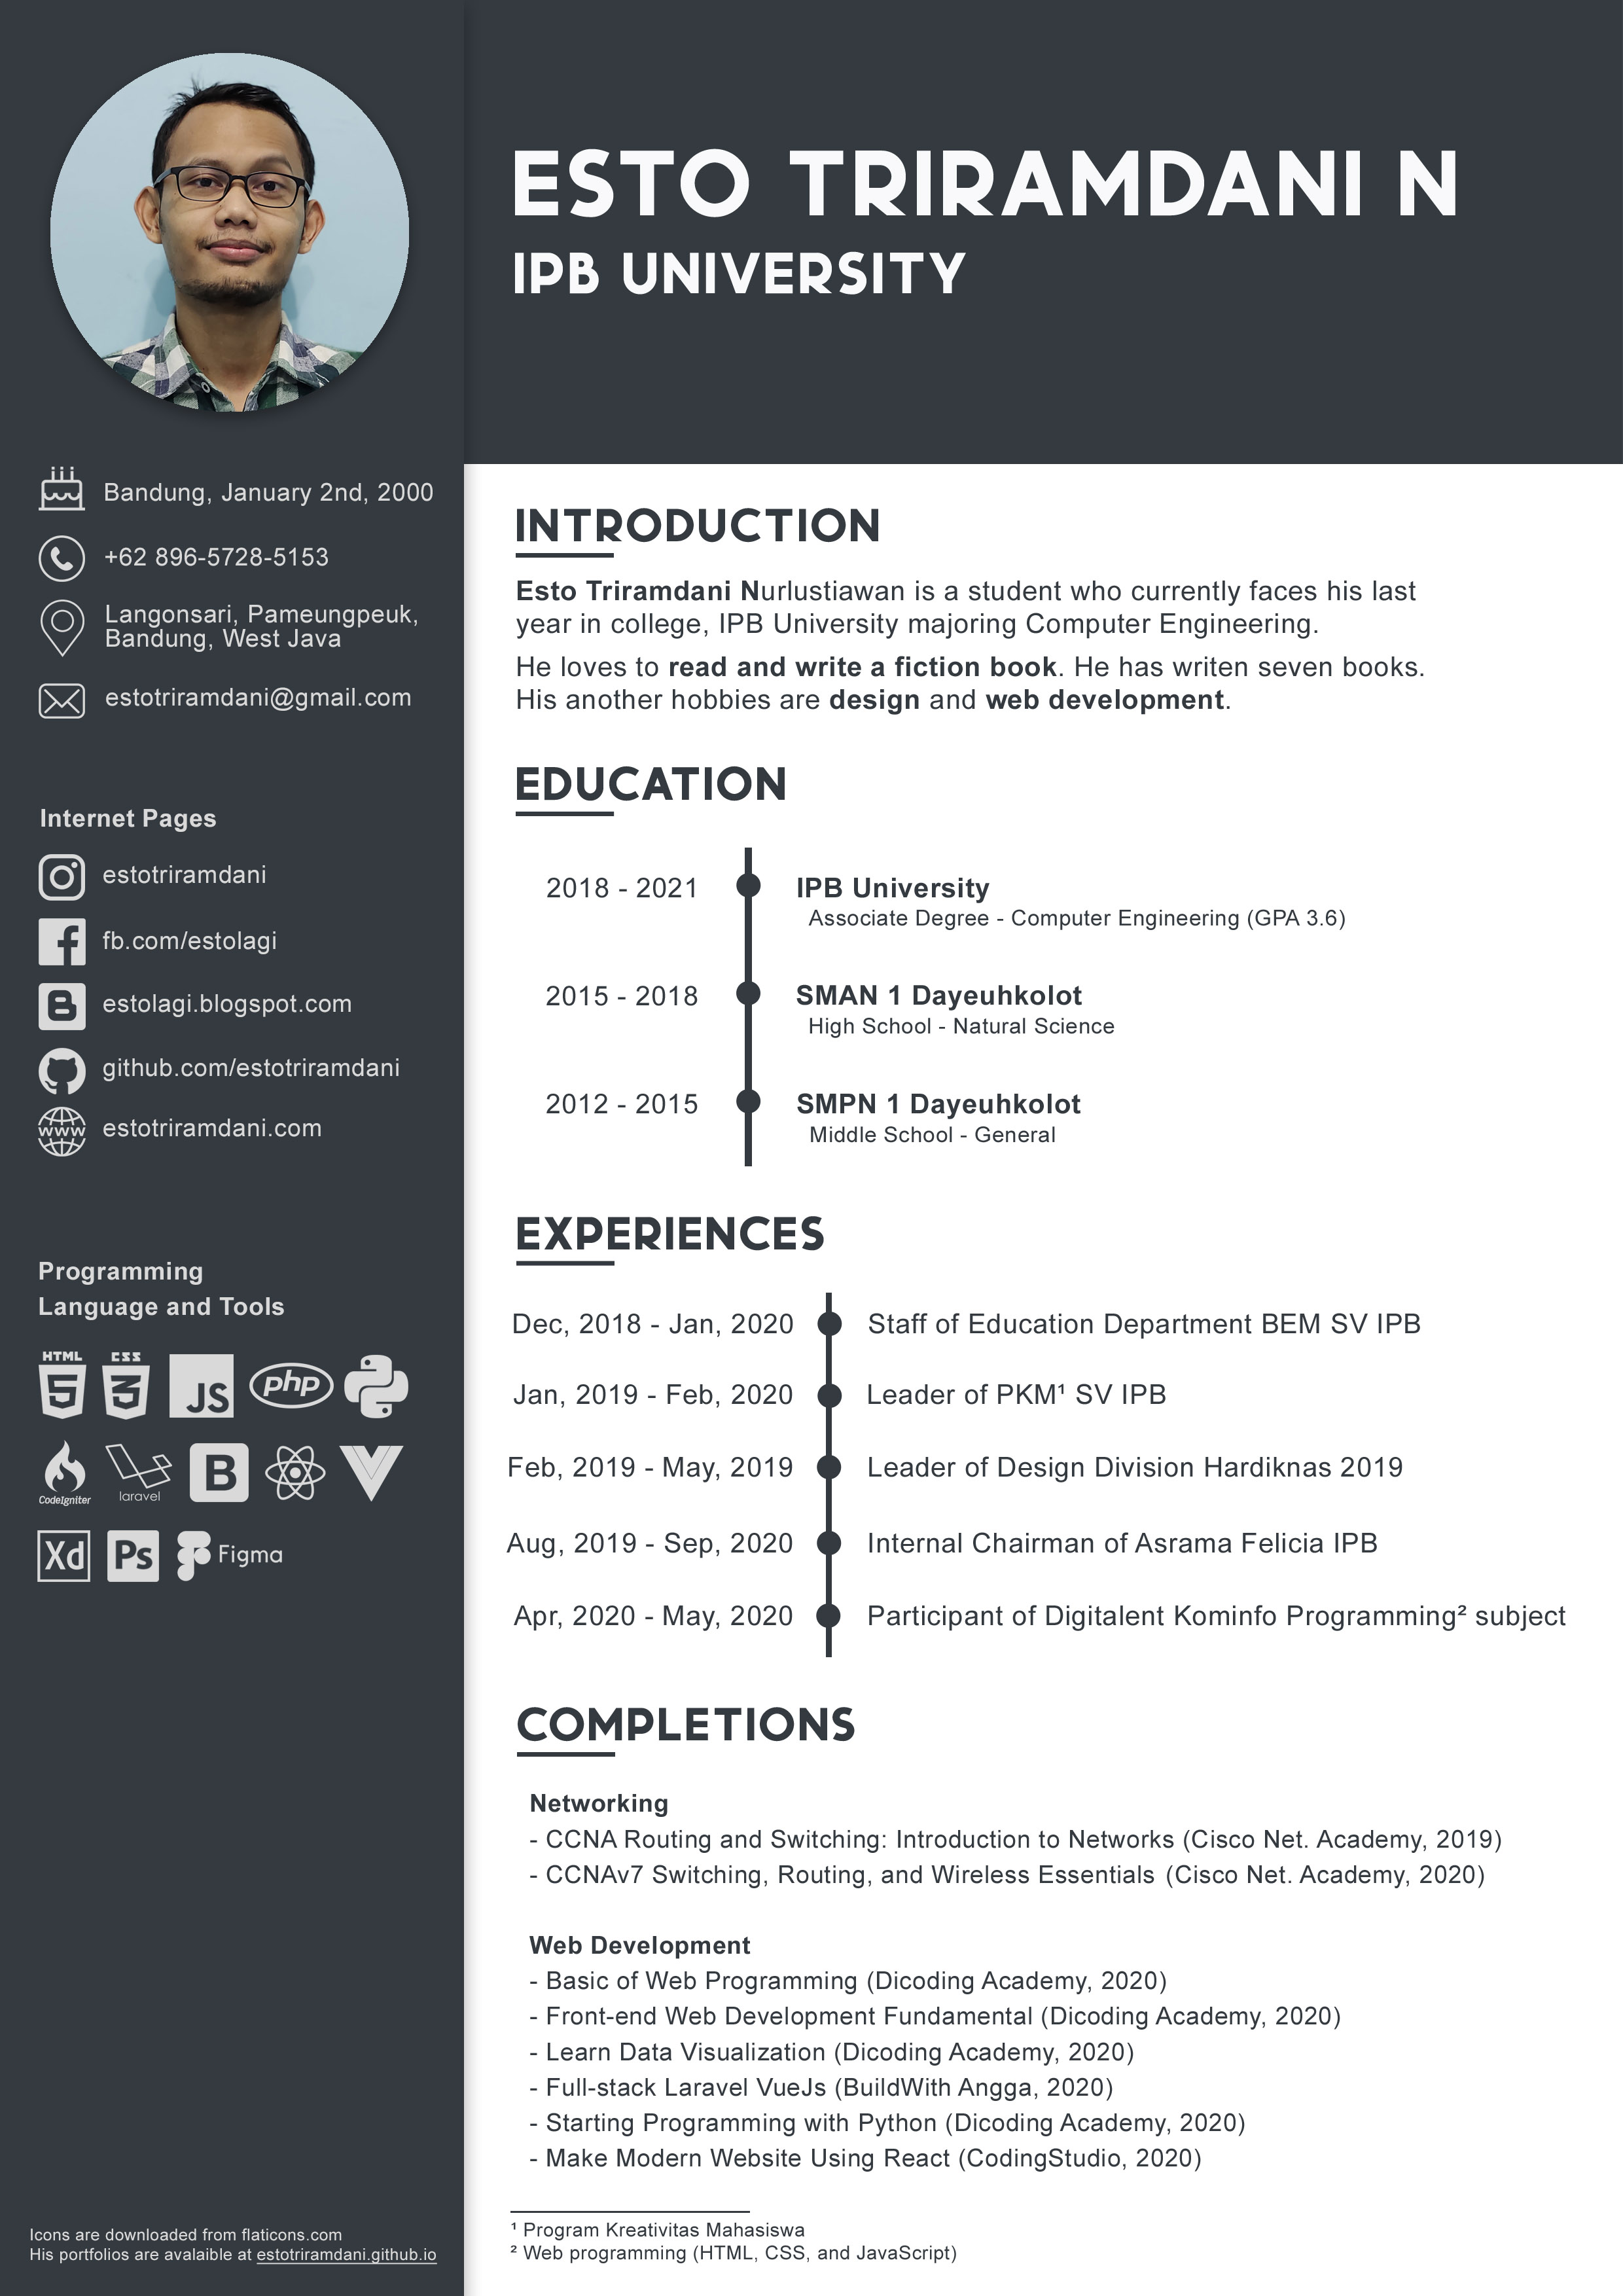 ESTO TRIRAMDANI N
IPB UNIVERSITY
Bandung, January 2nd, 2000
+62 896-5728-5153
Langonsari, Pameungpeuk,
Bandung, West Java
estotriramdani@gmail.com
Internet Pages
estotriramdani
fb.com/estolagi
estolagi.blogspot.com
github.com/estotriramdani
www
estotriramdani.com
Programming
Language and Tools
HTML 5 CSS 3 JS php
CodeIgniter laravel B
Xd Ps Figma
Icons are downloaded from flaticons.com
His portfolios are avalaible at estotriramdani.github.io
INTRODUCTION
Esto Triramdani Nurlustiawan is a student who currently faces his last
year in college, IPB University majoring Computer Engineering.
He loves to read and write a fiction book. He has writen seven books.
His another hobbies are design and web development.
EDUCATION
2018 - 2021 IPB University
Associate Degree - Computer Engineering (GPA 3.6)
2015 - 2018 SMAN 1 Dayeuhkolot
High School - Natural Science
2012 - 2015 SMPN 1 Dayeuhkolot
Middle School - General
EXPERIENCES
Dec, 2018 - Jan, 2020 Staff of Education Department BEM SV IPB
Jan, 2019 - Feb, 2020 Leader of PKM¹ SV IPB
Feb, 2019 - May, 2019 Leader of Design Division Hardiknas 2019
Aug, 2019 - Sep, 2020 Internal Chairman of Asrama Felicia IPB
Apr, 2020 - May, 2020 Participant of Digitalent Kominfo Programming² subject
COMPLETIONS
Networking
- CCNA Routing and Switching: Introduction to Networks (Cisco Net. Academy, 2019)
- CCNAv7 Switching, Routing, and Wireless Essentials (Cisco Net. Academy, 2020)
Web Development
- Basic of Web Programming (Dicoding Academy, 2020)
- Front-end Web Development Fundamental (Dicoding Academy, 2020)
- Learn Data Visualization (Dicoding Academy, 2020)
- Full-stack Laravel VueJs (BuildWith Angga, 2020)
- Starting Programming with Python (Dicoding Academy, 2020)
- Make Modern Website Using React (CodingStudio, 2020)
¹ Program Kreativitas Mahasiswa
² Web programming (HTML, CSS, and JavaScript)